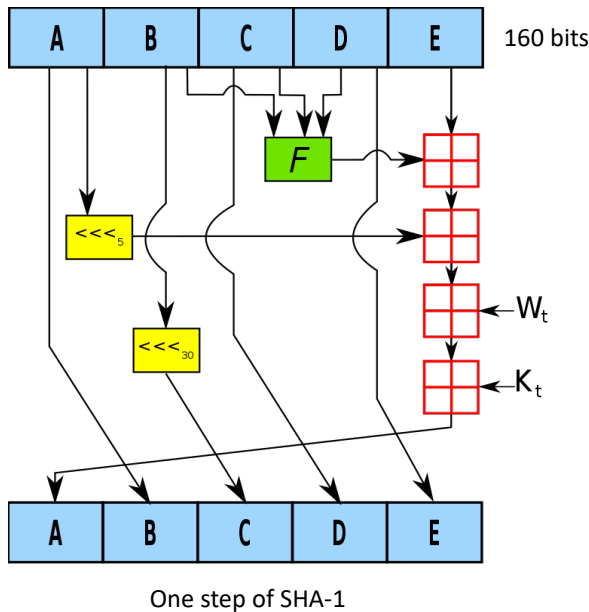 A B C D E 160 bits
F
<<<5
Wt
<<<30
Kt
A B C D E
One step of SHA-1